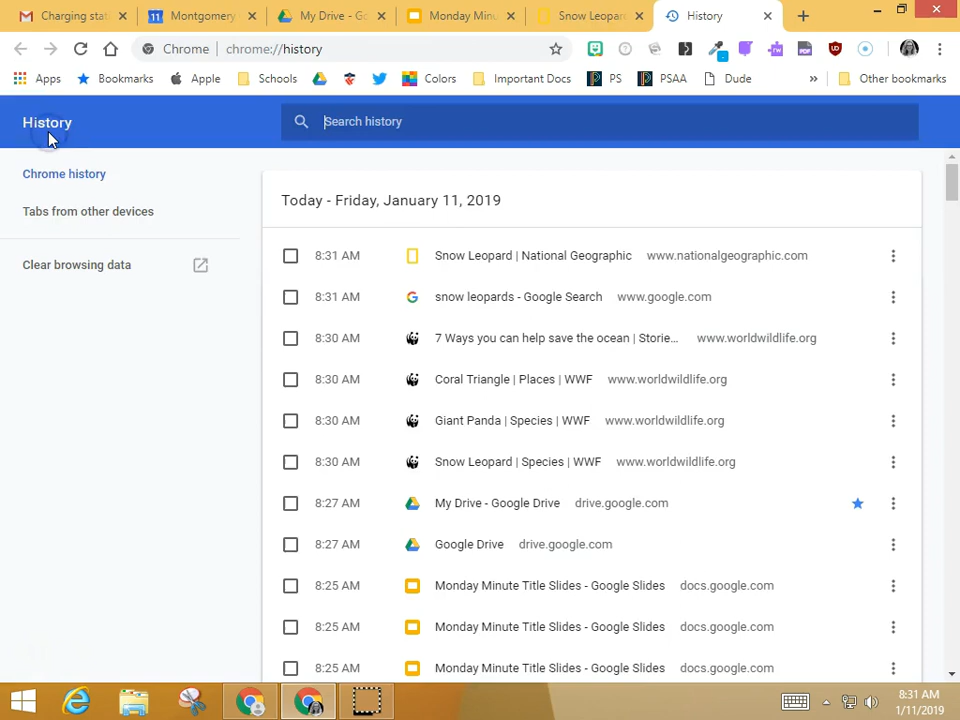 Charging stat
Montgomery
My Drive - Go
Monday Minu
Snow Leopar
History
Chrome
chrome://history
Apps
Bookmarks
Apple
Schools
Colors
Important Docs
PS
PSAA
Dude
»
Other bookmarks
History
Search history
Chrome history
Tabs from other devices
Clear browsing data
Today - Friday, January 11, 2019
8:31 AM Snow Leopard | National Geographic www.nationalgeographic.com
8:31 AM snow leopards - Google Search www.google.com
8:30 AM 7 Ways you can help save the ocean | Storie... www.worldwildlife.org
8:30 AM Coral Triangle | Places | WWF www.worldwildlife.org
8:30 AM Giant Panda | Species | WWF www.worldwildlife.org
8:30 AM Snow Leopard | Species | WWF www.worldwildlife.org
8:27 AM My Drive - Google Drive drive.google.com
8:27 AM Google Drive drive.google.com
8:25 AM Monday Minute Title Slides - Google Slides docs.google.com
8:25 AM Monday Minute Title Slides - Google Slides docs.google.com
8:25 AM Monday Minute Title Slides - Google Slides docs.google.com
8:31 AM
1/11/2019